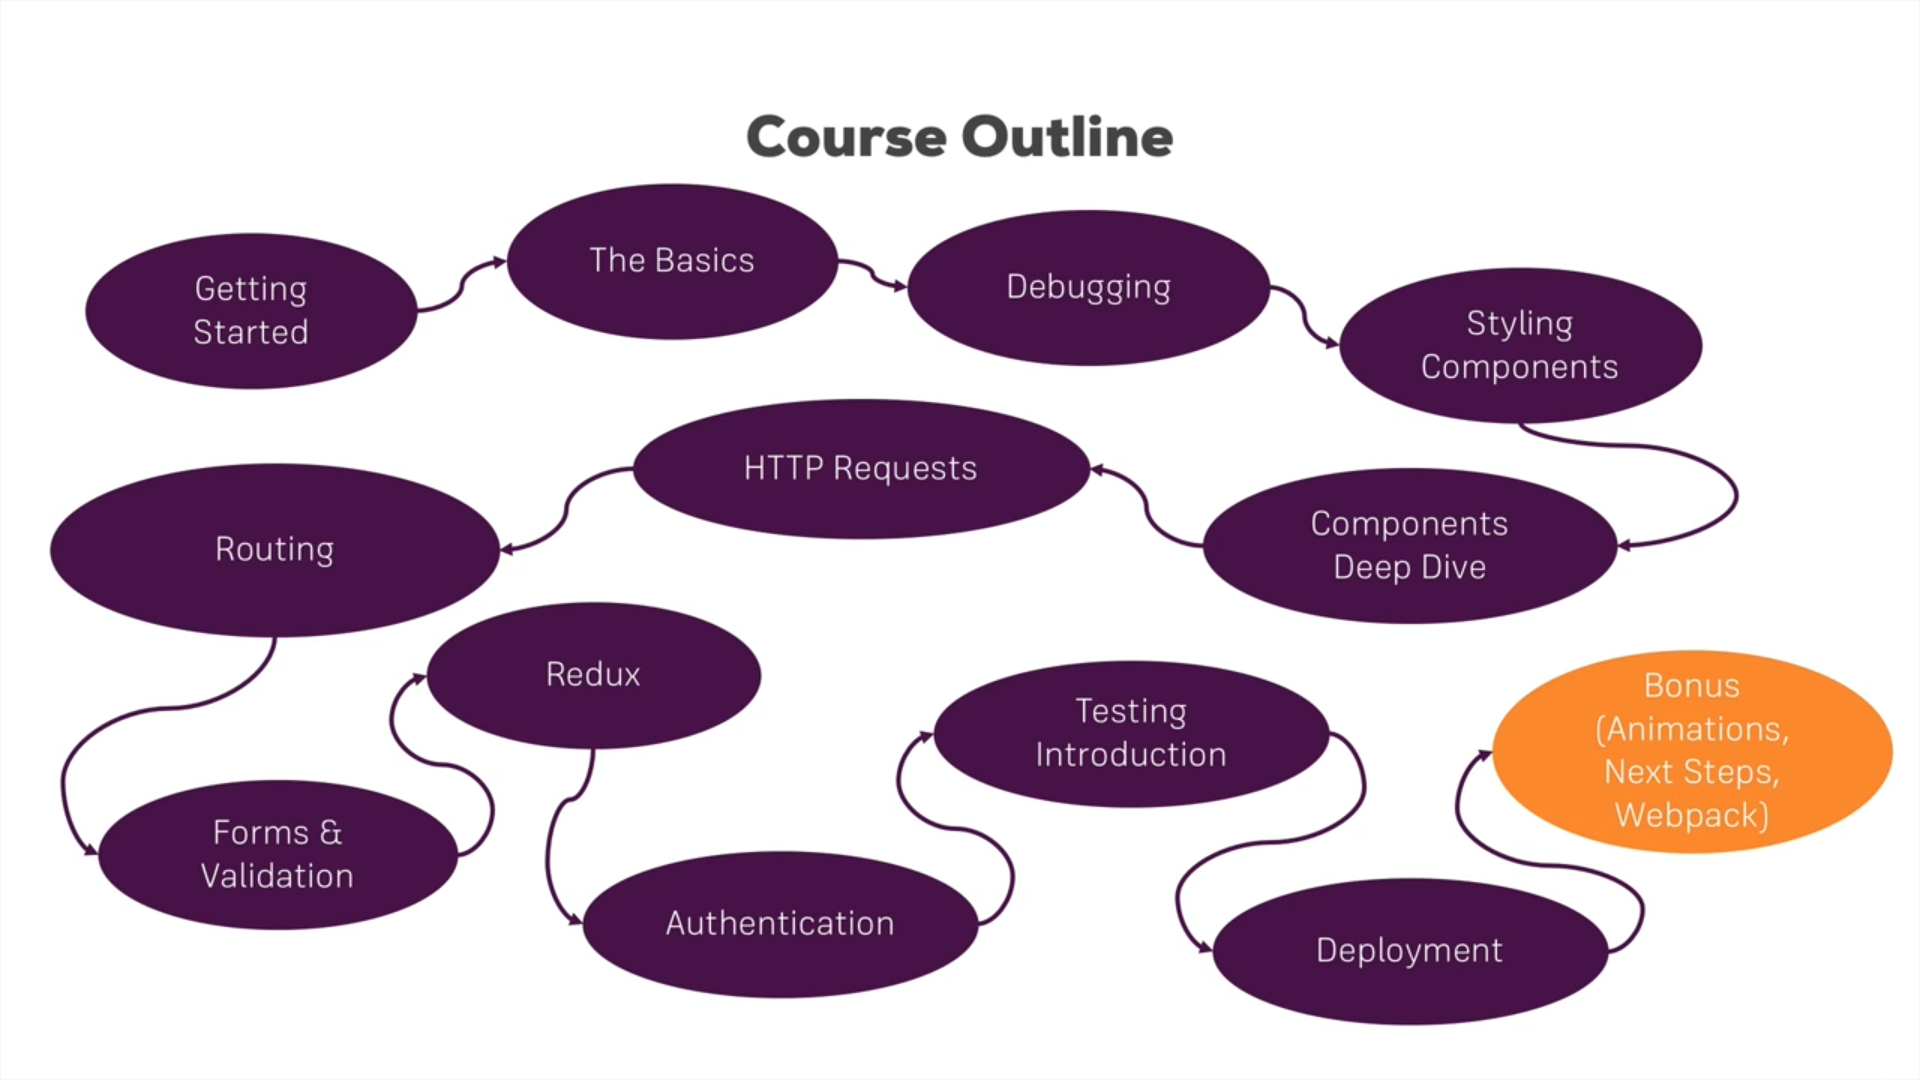 Course Outline
Getting
Started
The Basics
Debugging
Styling
Components
Components
Deep Dive
HTTP Requests
Routing
Forms &
Validation
Redux
Authentication
Testing
Introduction
Deployment
Bonus
(Animations,
Next Steps,
Webpack)